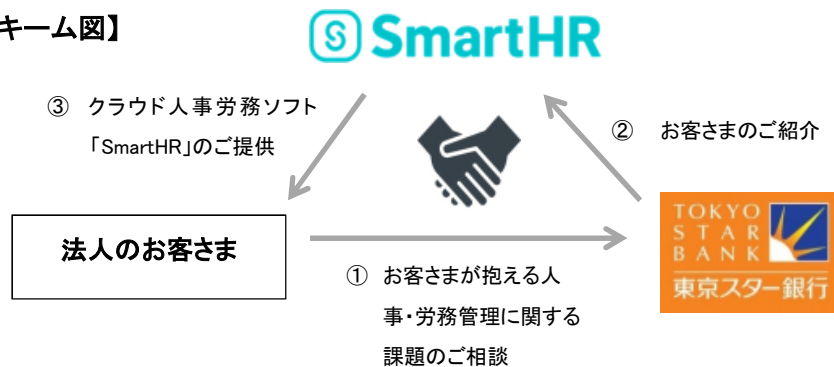 キーム図】
S SmartHR
③ クラウド人事労務ソフト
「SmartHR」のご提供
② お客さまのご紹介
法人のお客さま
TOKYO
STAR
BANK
東京スター銀行
① お客さまが抱える人
事・労務管理に関する
課題のご相談